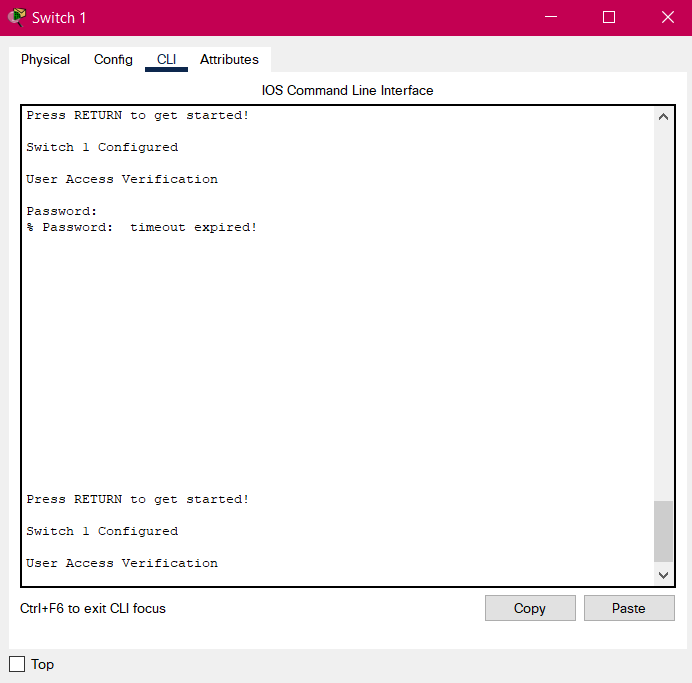 Switch 1
Physical Config CLI Attributes
IOS Command Line Interface
Press RETURN to get started!
Switch 1 Configured
User Access Verification
Password:
% Password:  timeout expired!
Press RETURN to get started!
Switch 1 Configured
User Access Verification
Ctrl+F6 to exit CLI focus
Copy Paste
Top